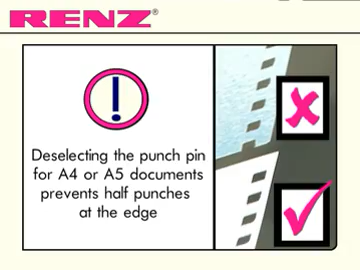 RENZ®
Deselecting the punch pin
for A4 or A5 documents
prevents half punches
at the edge